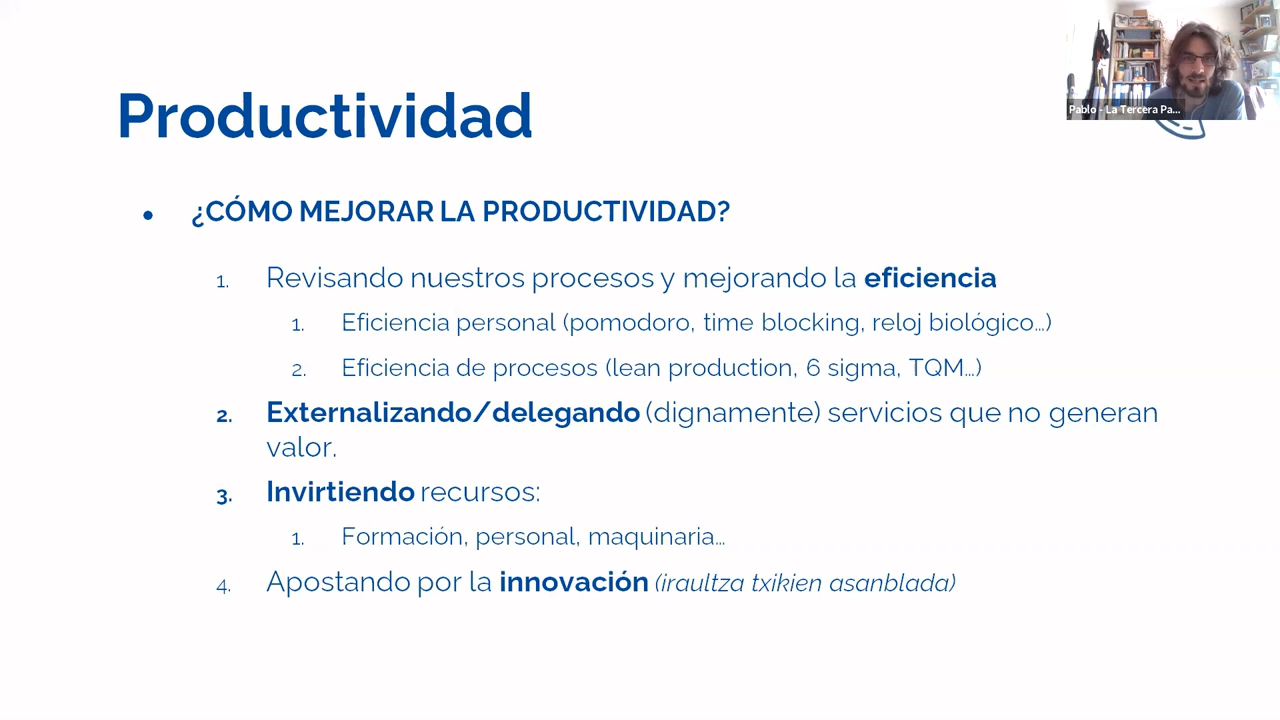 Pablo - La Tercera Pa...
Productividad
● ¿CÓMO MEJORAR LA PRODUCTIVIDAD?
1. Revisando nuestros procesos y mejorando la eficiencia
1. Eficiencia personal (pomodoro, time blocking, reloj biológico...)
2. Eficiencia de procesos (lean production, 6 sigma, TQM...)
2. Externalizando/delegando (dignamente) servicios que no generan
valor.
3. Invirtiendo recursos:
1. Formación, personal, maquinaria...
4. Apostando por la innovación (iraultza txikien asanblada)